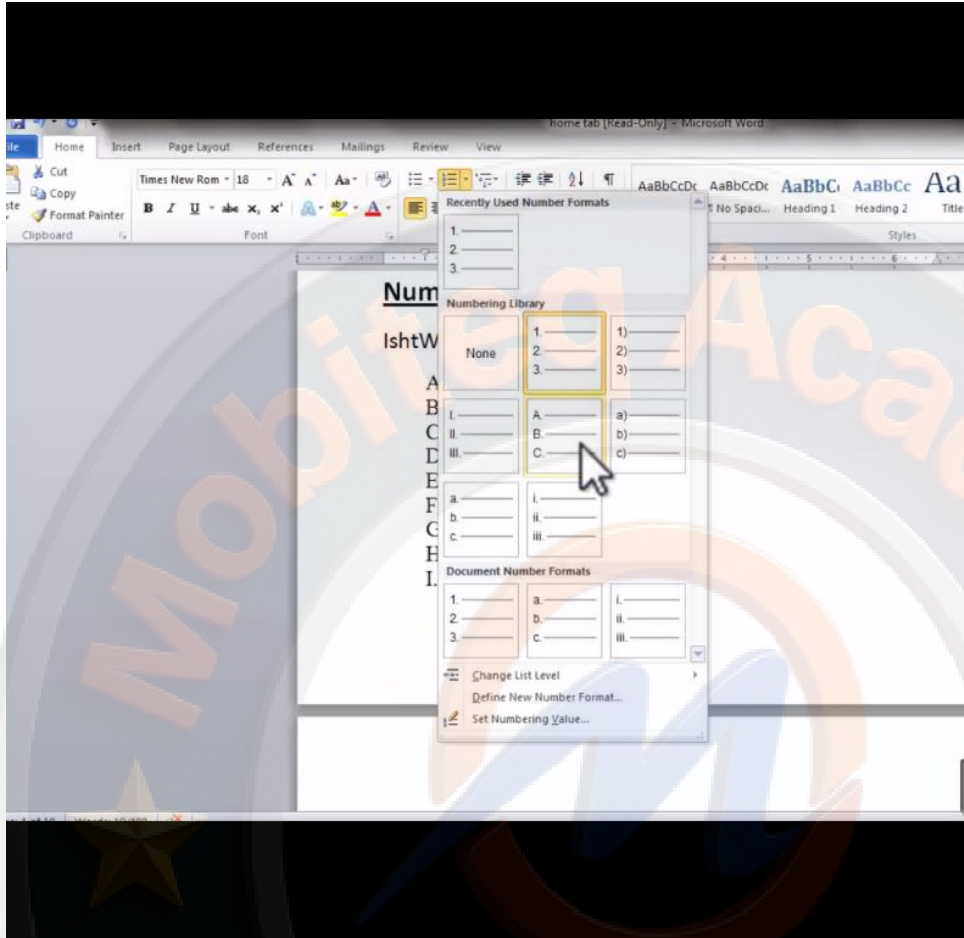 home tab [Read-Only] - Microsoft Word
Home Insert Page Layout References Mailings Review View
Cut
Copy
Format Painter
Clipboard
Times New Rom 18
Font
AaBbCcDc AaBbCcDc AaBbC AaBbCc
¶ No Spaci... Heading 1 Heading 2 Title
Styles
Recently Used Number Formats
1.
2.
3.
Numbering Library
None
1.
2.
3.
1)
2)
3)
I.
II.
III.
A.
B.
C.
a)
b)
c)
a.
b.
c.
i.
ii.
iii.
Document Number Formats
1.
2.
3.
a.
b.
c.
i.
ii.
iii.
Change List Level
Define New Number Format...
Set Numbering Value...
Num
IshtW
A
B
C
D
E
F
G
H
I.
Mobiteq Aca